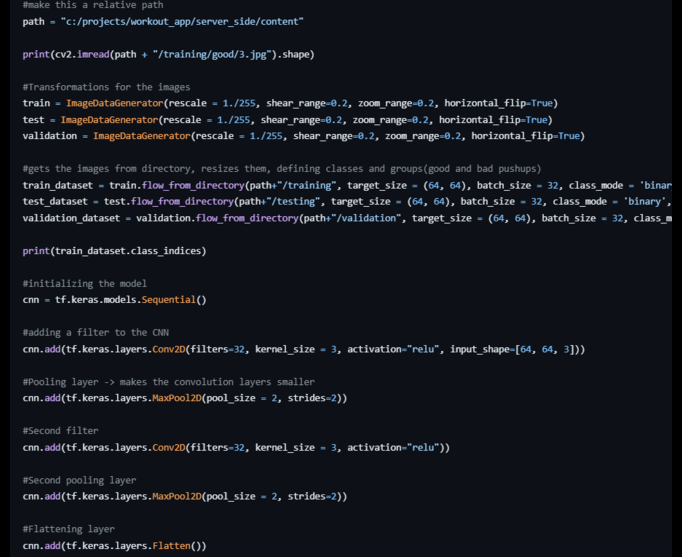 #make this a relative path
path = "c:/projects/workout_app/server_side/content"
print(cv2.imread(path + "/training/good/3.jpg").shape)
#Transformations for the images
train = ImageDataGenerator(rescale = 1./255, shear_range=0.2, zoom_range=0.2, horizontal_flip=True)
test = ImageDataGenerator(rescale = 1./255, shear_range=0.2, zoom_range=0.2, horizontal_flip=True)
validation = ImageDataGenerator(rescale = 1./255, shear_range=0.2, zoom_range=0.2, horizontal_flip=True)
#gets the images from directory, resizes them, defining classes and groups(good and bad pushups)
train_dataset = train.flow_from_directory(path+"/training", target_size = (64, 64), batch_size = 32, class_mode = 'binar
test_dataset = test.flow_from_directory(path+"/testing", target_size = (64, 64), batch_size = 32, class_mode = 'binary',
validation_dataset = validation.flow_from_directory(path+"/validation", target_size = (64, 64), batch_size = 32, class_m
print(train_dataset.class_indices)
#initializing the model
cnn = tf.keras.models.Sequential()
#adding a filter to the CNN
cnn.add(tf.keras.layers.Conv2D(filters=32, kernel_size = 3, activation="relu", input_shape=[64, 64, 3]))
#Pooling layer -> makes the convolution layers smaller
cnn.add(tf.keras.layers.MaxPool2D(pool_size = 2, strides=2))
#Second filter
cnn.add(tf.keras.layers.Conv2D(filters=32, kernel_size = 3, activation="relu"))
#Second pooling layer
cnn.add(tf.keras.layers.MaxPool2D(pool_size = 2, strides=2))
#Flattening layer
cnn.add(tf.keras.layers.Flatten())